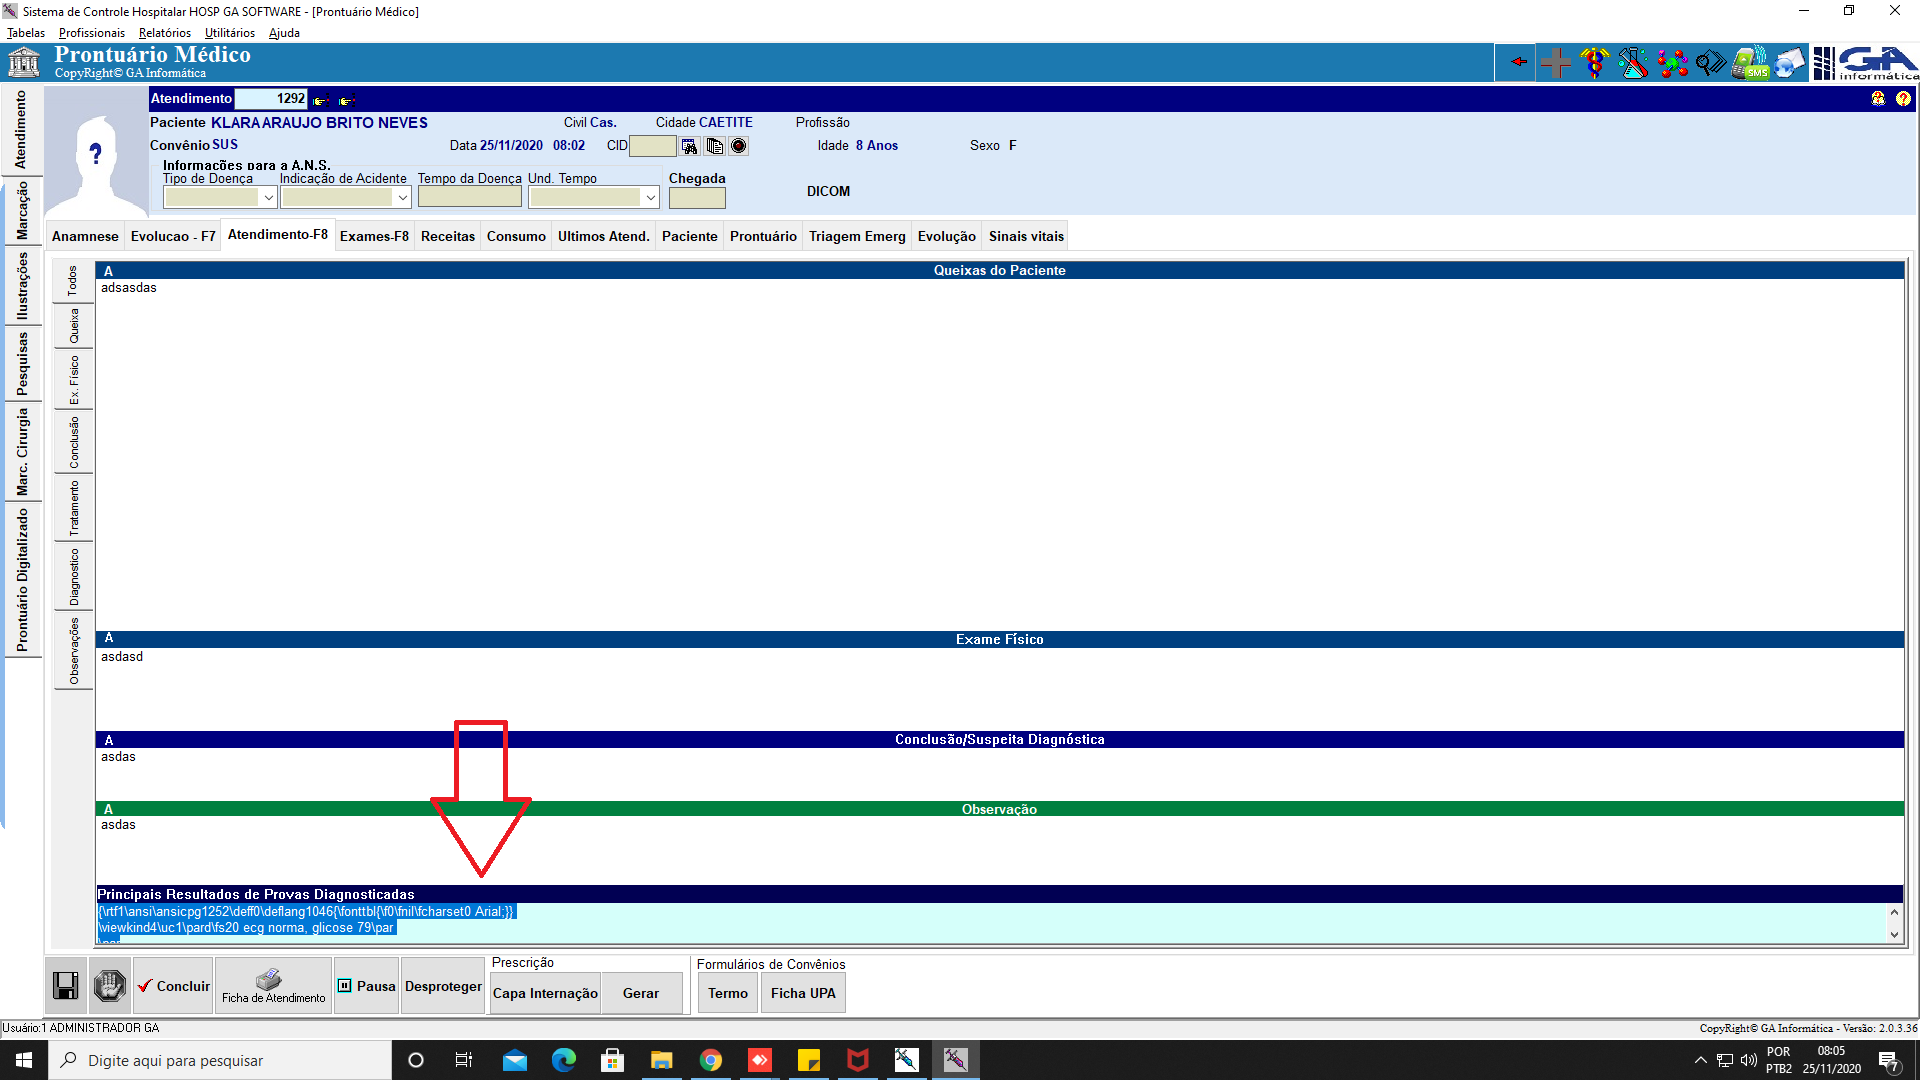 Sistema de Controle Hospitalar HOSP GA SOFTWARE - [Prontuário Médico]
Tabelas Profissionais Relatórios Utilitários Ajuda
Prontuário Médico
CopyRight© GA Informática
SMS
GA
informática
Atendimento 1292
Paciente KLARA ARAUJO BRITO NEVES Civil Cas. Cidade CAETITE Profissão
Convênio SUS Data 25/11/2020 08:02 CID Idade 8 Anos Sexo F
Informações para a A.N.S.
Tipo de Doença Indicação de Acidente Tempo da Doença Und. Tempo Chegada
DICOM
Atendimento
Marcação
Ilustrações
Pesquisas
Marc. Cirurgia
Prontuário Digitalizado
Anamnese Evolucao - F7 Atendimento-F8 Exames-F8 Receitas Consumo Ultimos Atend. Paciente Prontuário Triagem Emerg Evolução Sinais vitais
Todos
Queixa
Ex. Físico
Conclusão
Tratamento
Diagnostico
Observações
A Queixas do Paciente
adsasdas
A Exame Físico
asdasd
A Conclusão/Suspeita Diagnóstica
asdas
A Observação
asdas
Principais Resultados de Provas Diagnosticadas
{\rtf1\ansi\ansicpg1252\deff0\deflang1046{\fonttbl{\f0\fnil\fcharset0 Arial;}}
\viewkind4\uc1\pard\fs20 ecg norma, glicose 79\par
\par
Concluir
Ficha de Atendimento
Pausa
Desproteger
Prescrição
Capa Internação Gerar
Formulários de Convênios
Termo Ficha UPA
Usuário:1 ADMINISTRADOR GA
CopyRight© GA Informática - Versão: 2.0.3.36
Digite aqui para pesquisar
POR
PTB2
08:05
25/11/2020
7